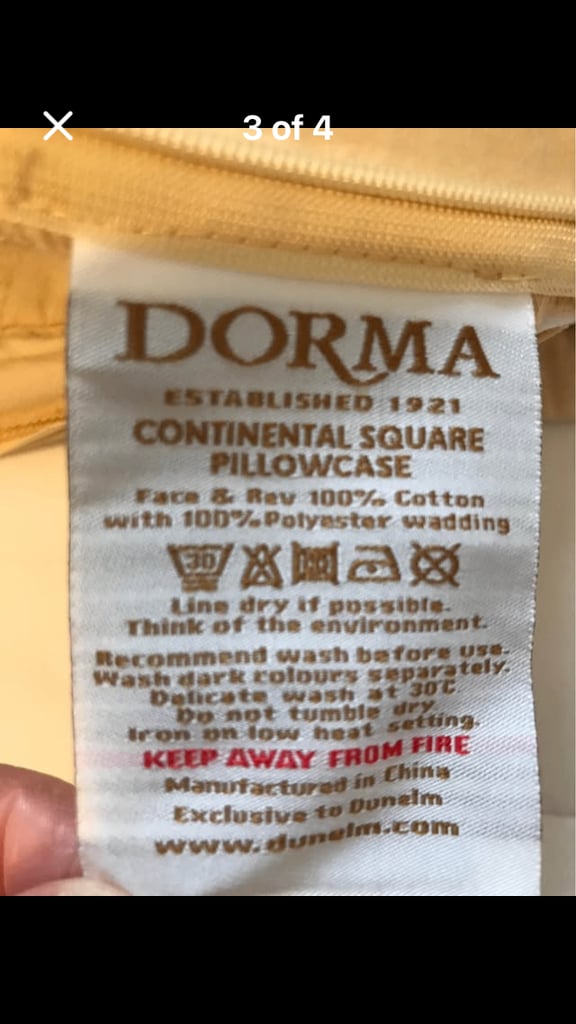 3 of 4
DORMA
ESTABLISHED 1921
CONTINENTAL SQUARE
PILLOWCASE
Face & Rev 100% Cotton
with 100% Polyester wadding
30
Line dry if possible.
Think of the environment.
Recommend wash before use.
Wash dark colours separately.
Delicate wash at 30°C
Do not tumble dry.
Iron on low heat setting.
KEEP AWAY FROM FIRE
Manufactured in China
Exclusive to Dunelm
www.dunelm.com